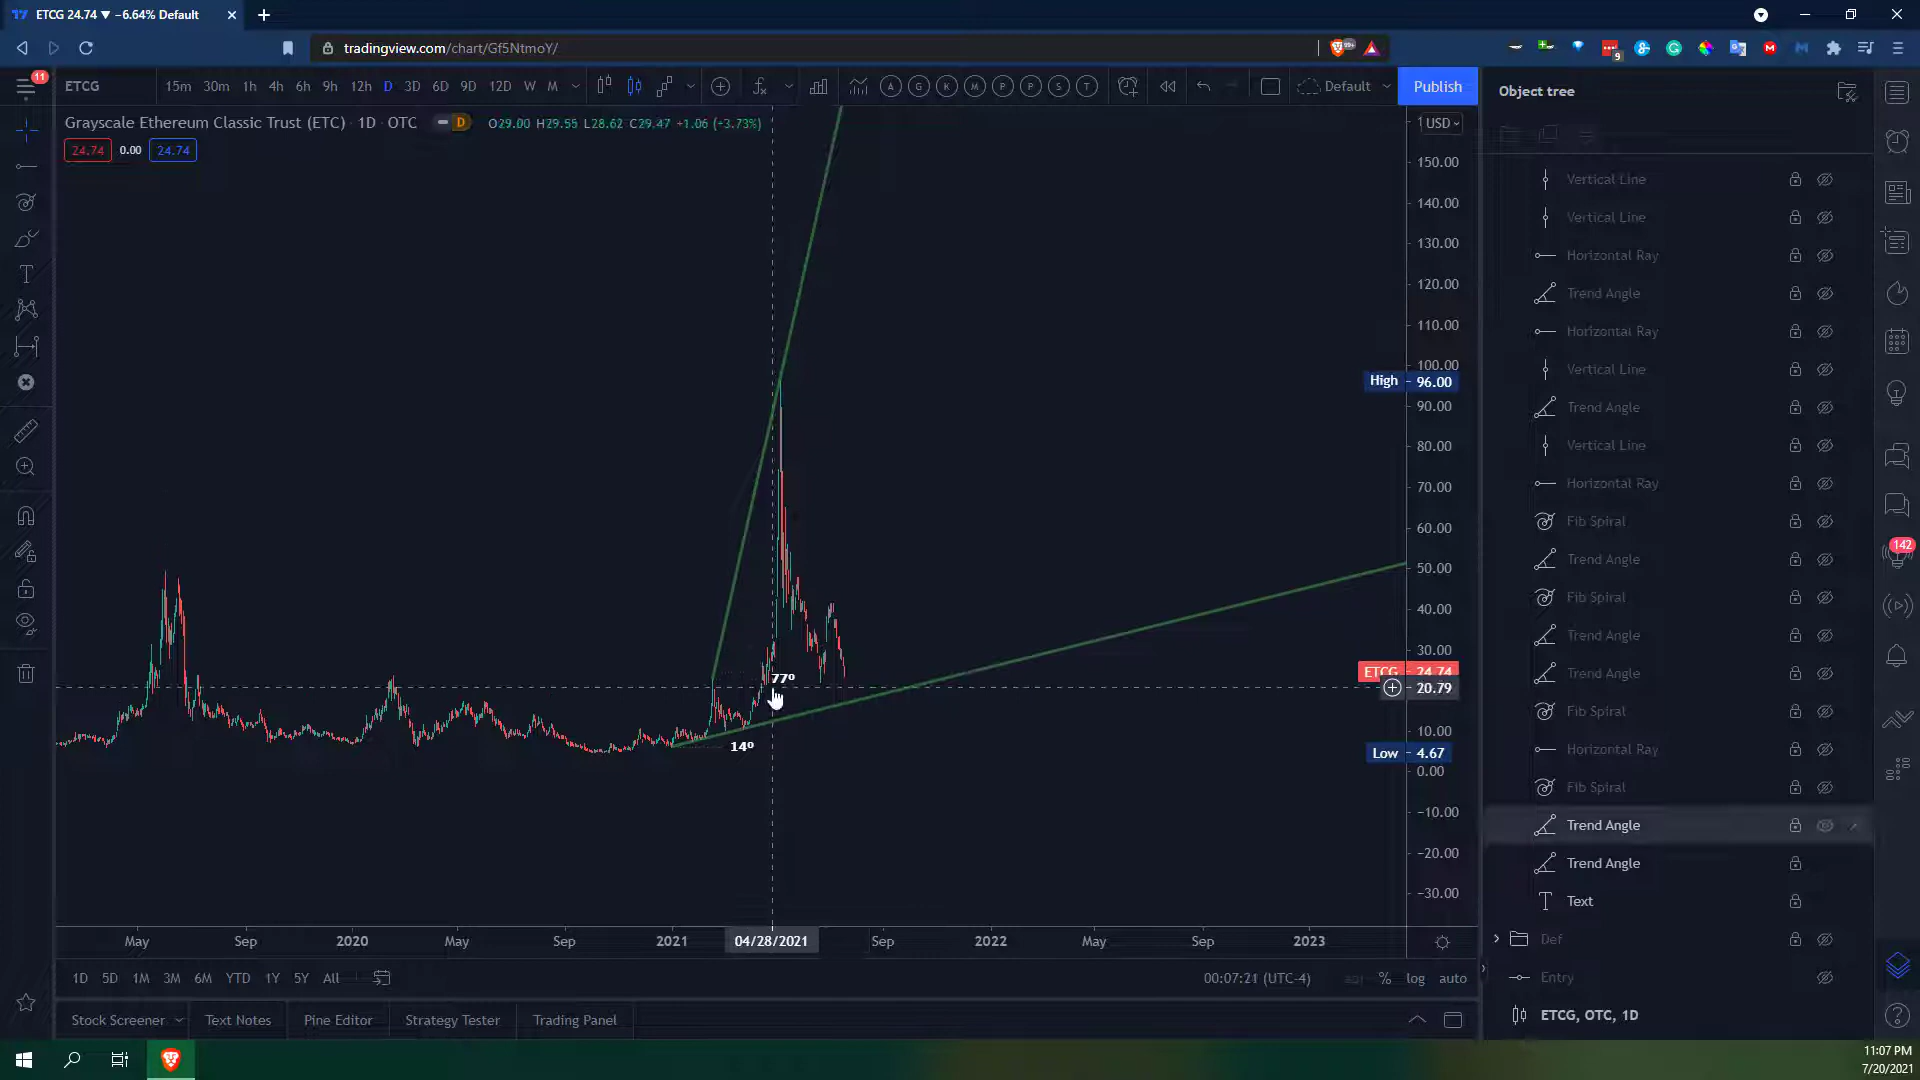 ETCG 24.74 ▼ −6.64% Default
tradingview.com/chart/Gf5NtmoY/
99+
9
11
ETCG
15m 30m 1h 4h 6h 9h 12h D 3D 6D 9D 12D W M
A G K M P P S T
Default
Publish
Object tree
Grayscale Ethereum Classic Trust (ETC) · 1D · OTC
D
O29.00 H29.55 L28.62 C29.47 +1.06 (+3.73%)
USD
24.74 0.00 24.74
150.00
140.00
130.00
120.00
110.00
100.00
High 96.00
90.00
80.00
70.00
60.00
50.00
40.00
30.00
ETCG 24.74
20.79
10.00
Low 4.67
0.00
−10.00
−20.00
−30.00
77º
14º
May Sep 2020 May Sep 2021 04/28/2021 Sep 2022 May Sep 2023
1D 5D 1M 3M 6M YTD 1Y 5Y All
00:07:21 (UTC-4)
% log auto
Stock Screener Text Notes Pine Editor Strategy Tester Trading Panel
Vertical Line
Vertical Line
Horizontal Ray
Trend Angle
Horizontal Ray
Vertical Line
Trend Angle
Vertical Line
Horizontal Ray
Fib Spiral
Trend Angle
Fib Spiral
Trend Angle
Trend Angle
Fib Spiral
Horizontal Ray
Fib Spiral
Trend Angle
Trend Angle
Text
Def
Entry
ETCG, OTC, 1D
142
11:07 PM
7/20/2021